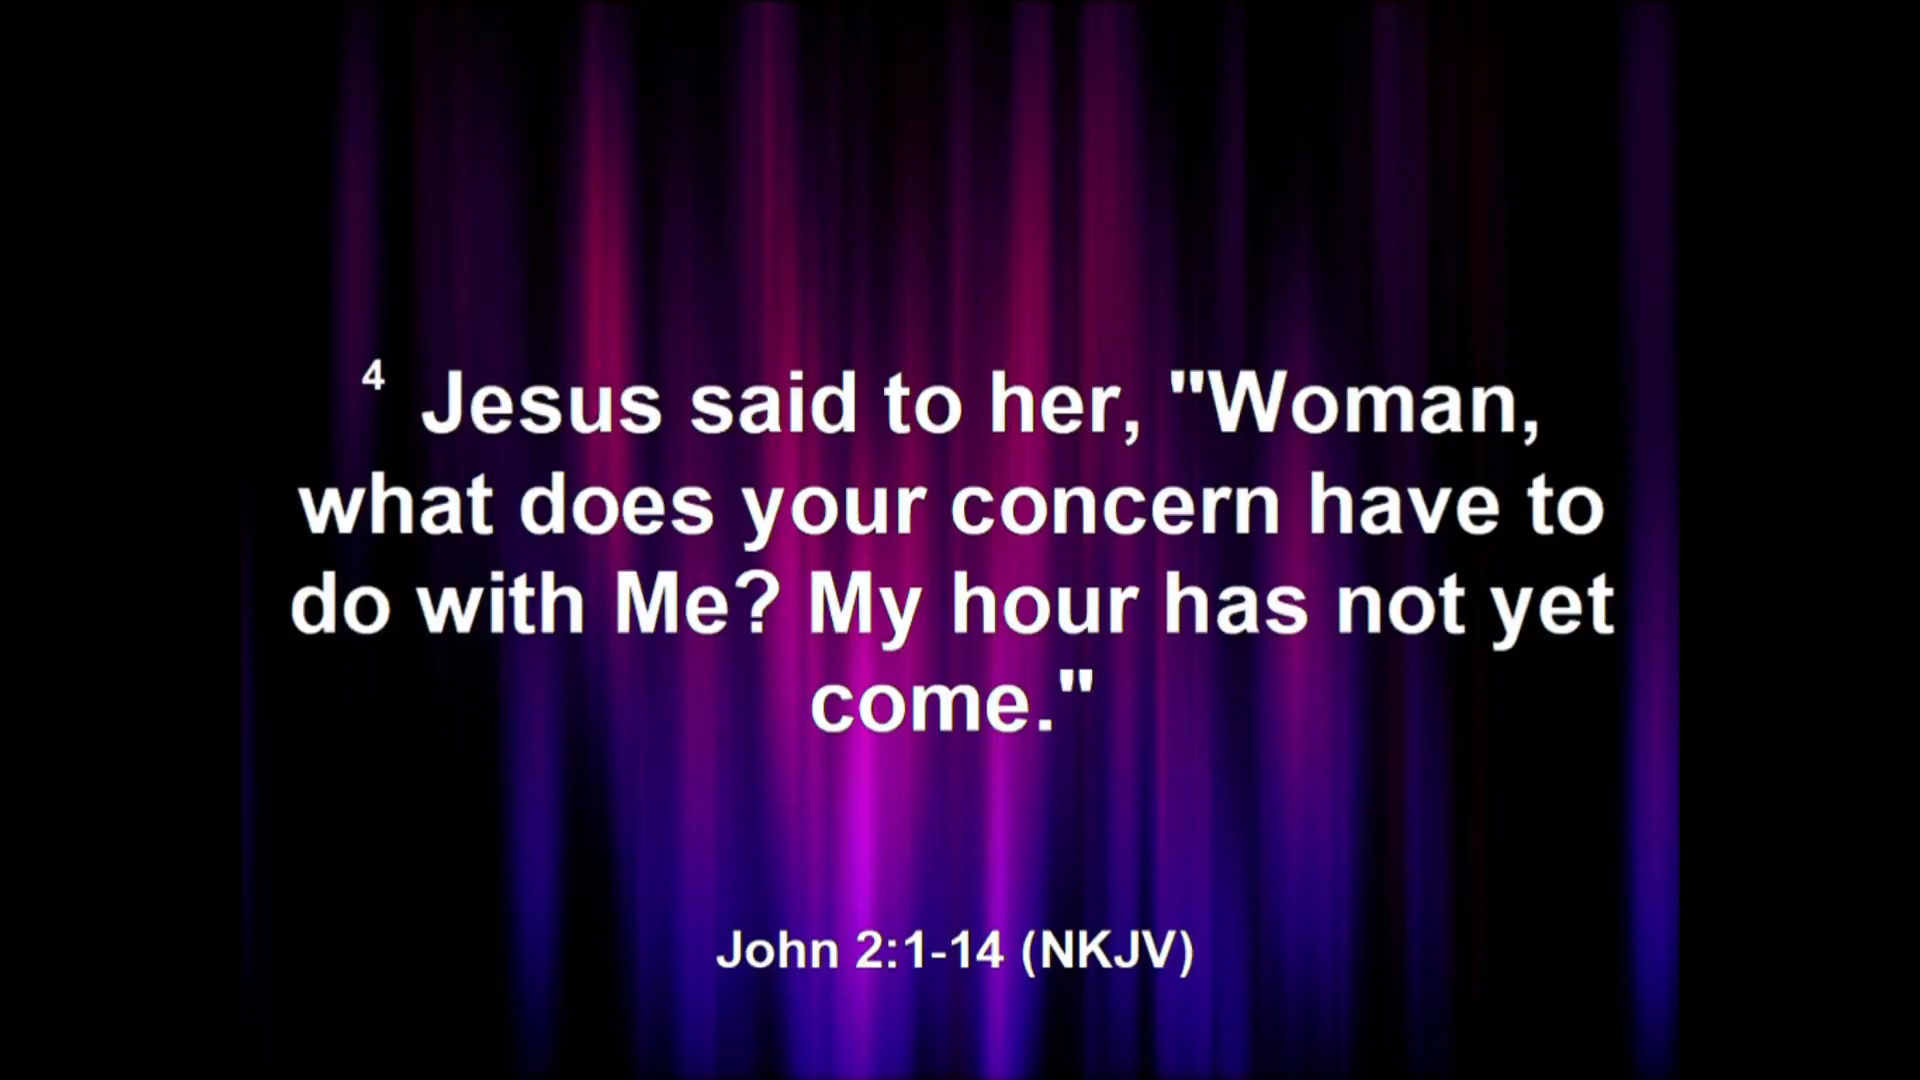 4 Jesus said to her, "Woman,
what does your concern have to
do with Me? My hour has not yet
come."
John 2:1-14 (NKJV)